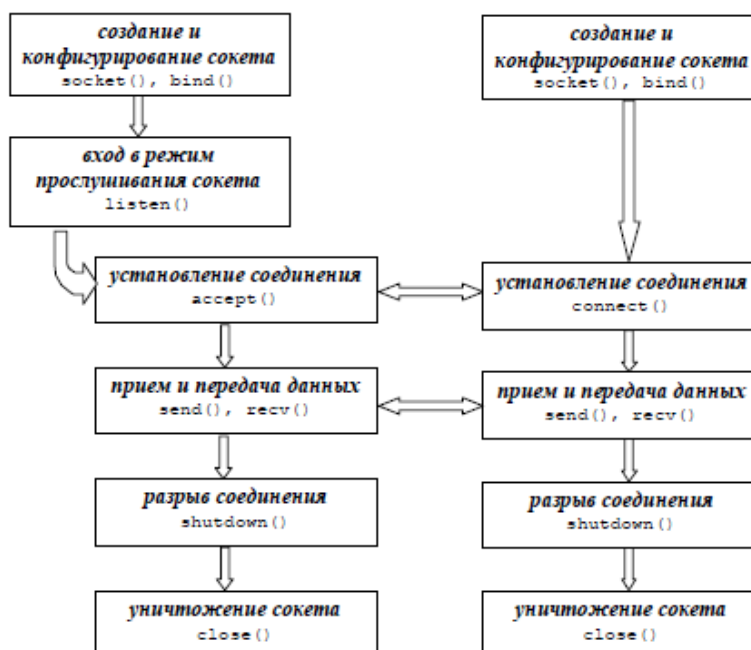 создание и
конфигурирование сокета
socket(), bind()
вход в режим
прослушивания сокета
listen()
установление соединения
accept()
прием и передача данных
send(), recv()
разрыв соединения
shutdown()
уничтожение сокета
close()
создание и
конфигурирование сокета
socket(), bind()
установление соединения
connect()
прием и передача данных
send(), recv()
разрыв соединения
shutdown()
уничтожение сокета
close()